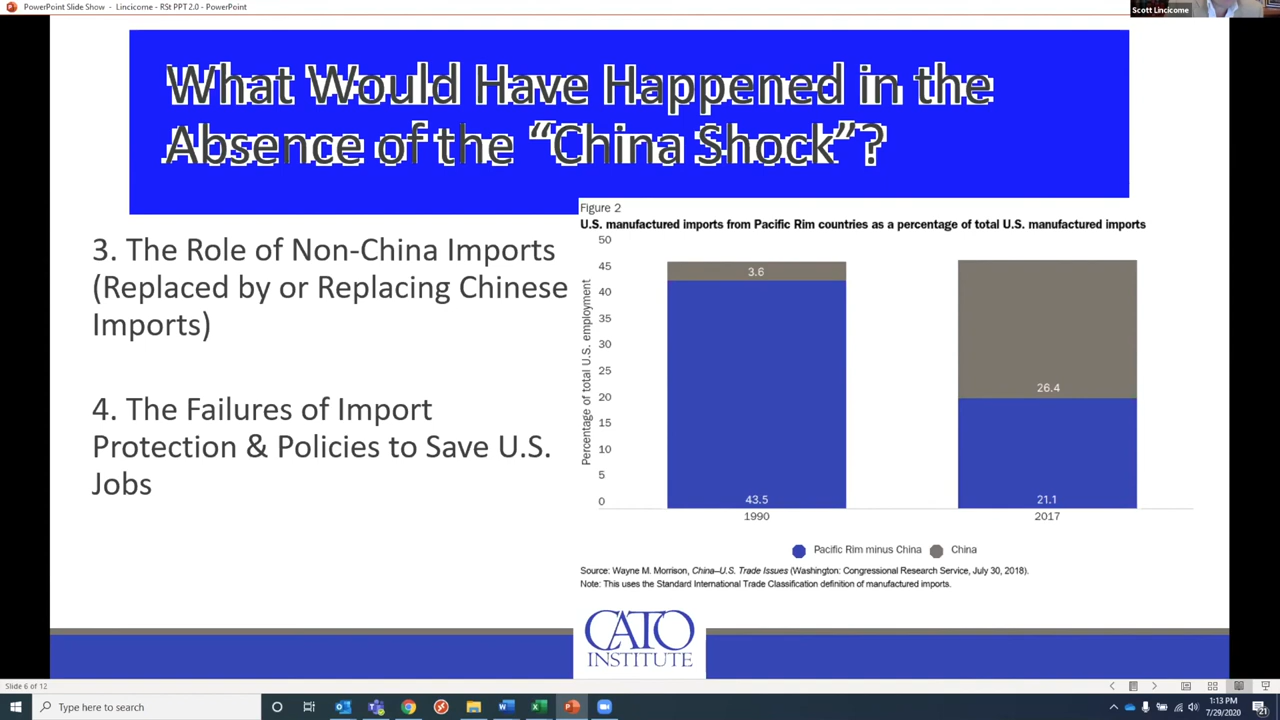 PowerPoint Slide Show - Lincicome - RSt PPT 2.0 - PowerPoint
Scott Lincicome
What Would Have Happened in the
Absence of the “China Shock”?
3. The Role of Non-China Imports
(Replaced by or Replacing Chinese
Imports)
4. The Failures of Import
Protection & Policies to Save U.S.
Jobs
Figure 2
U.S. manufactured imports from Pacific Rim countries as a percentage of total U.S. manufactured imports
Percentage of total U.S. employment
50
45
40
35
30
25
20
15
10
5
0
3.6
43.5
26.4
21.1
1990
2017
Pacific Rim minus China
China
Source: Wayne M. Morrison, China–U.S. Trade Issues (Washington: Congressional Research Service, July 30, 2018).
Note: This uses the Standard International Trade Classification definition of manufactured imports.
CATO
INSTITUTE
Slide 6 of 12
Type here to search
1:13 PM
7/29/2020
21